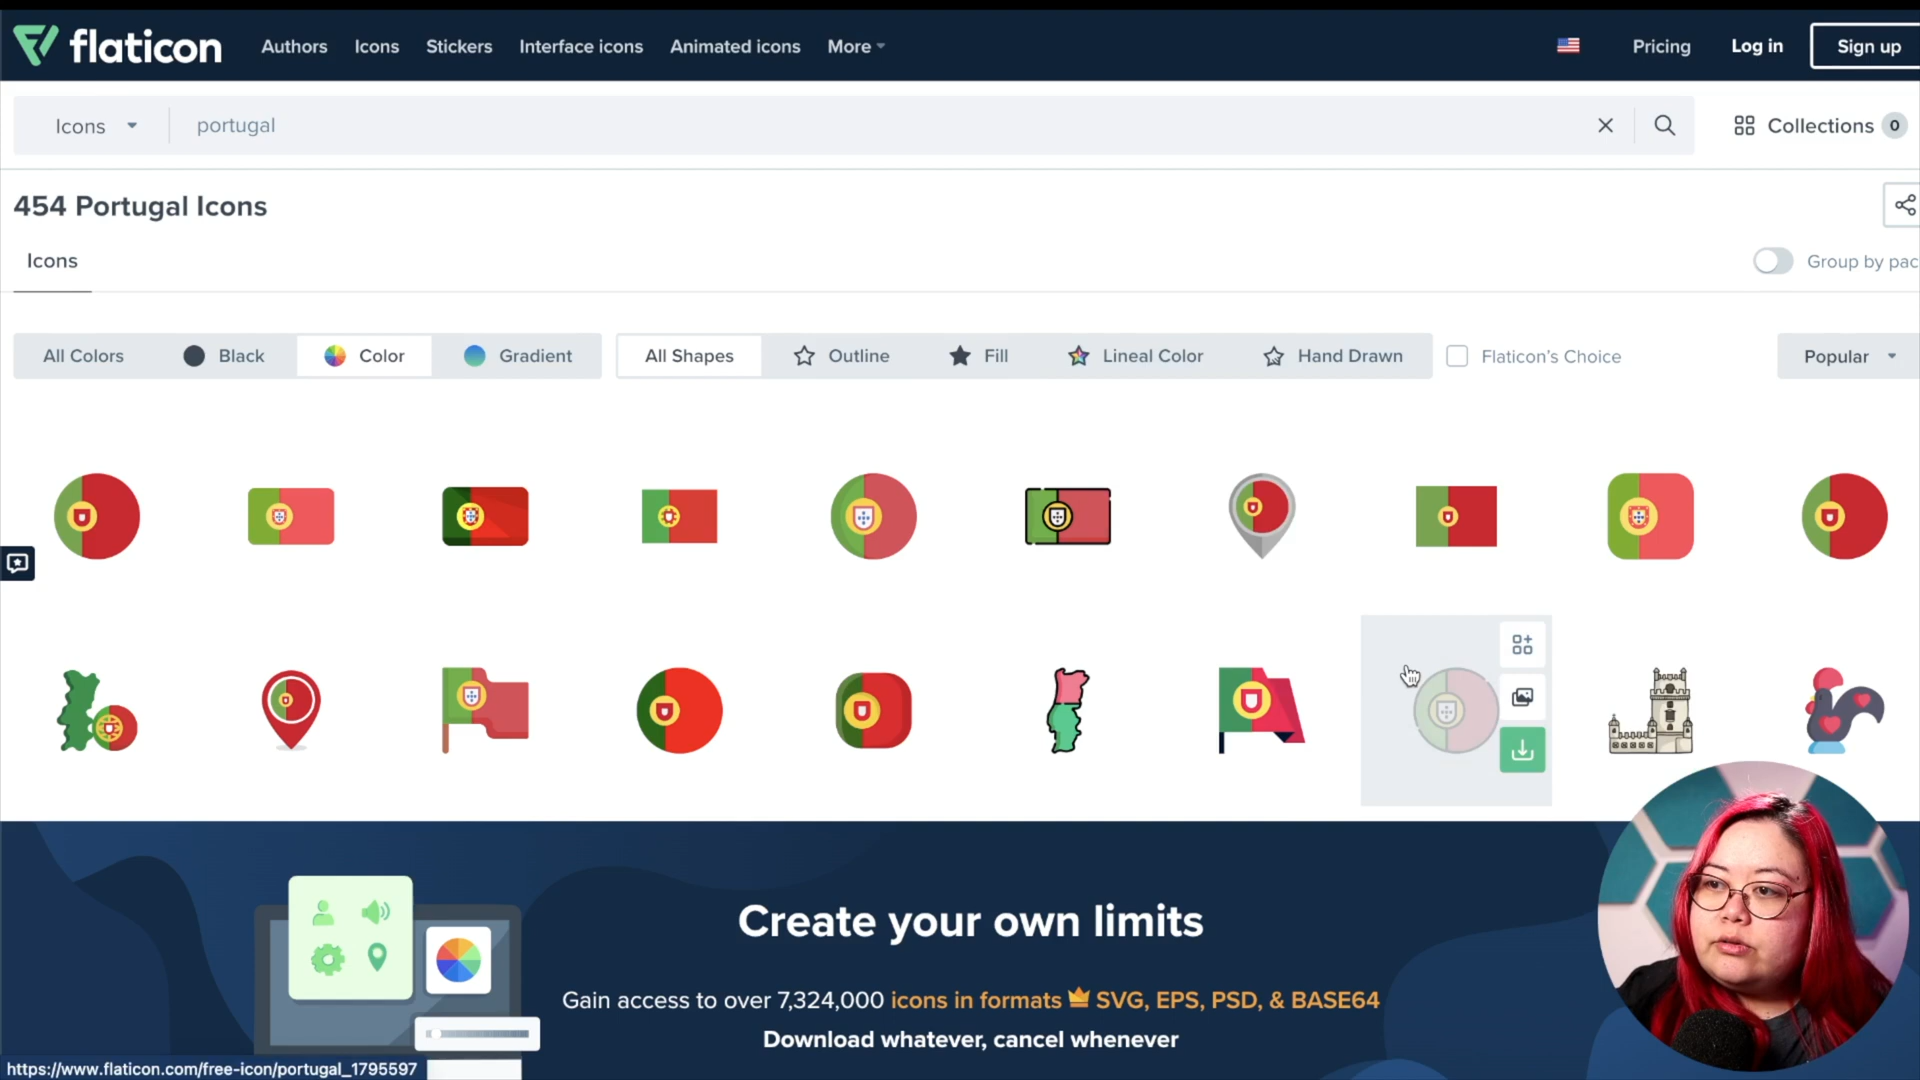 flaticon
Authors Icons Stickers Interface icons Animated icons More
Pricing Log in Sign up
Icons portugal
Collections 0
454 Portugal Icons
Icons
Group by pac
All Colors Black Color Gradient All Shapes Outline Fill Lineal Color Hand Drawn Flaticon's Choice Popular
Create your own limits
Gain access to over 7,324,000 icons in formats SVG, EPS, PSD, & BASE64
Download whatever, cancel whenever
https://www.flaticon.com/free-icon/portugal_1795597